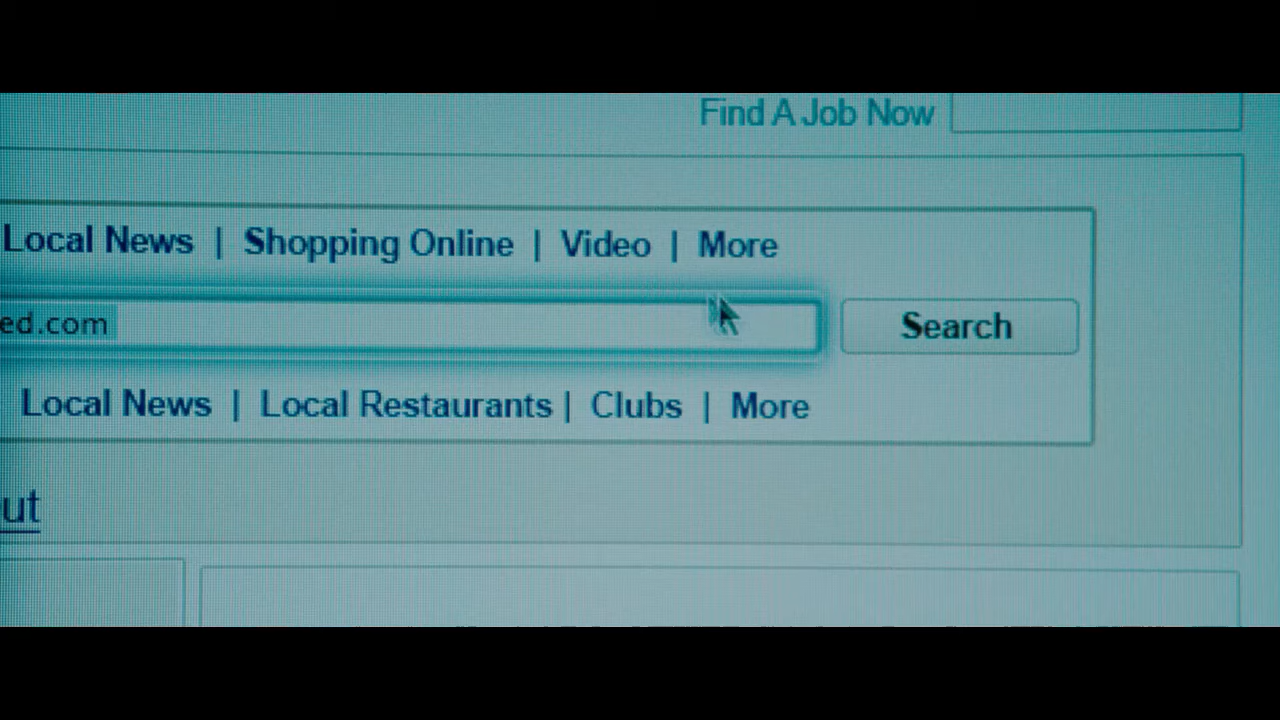 Find A Job Now
Local News | Shopping Online | Video | More
ed.com
Search
Local News | Local Restaurants | Clubs | More
ut